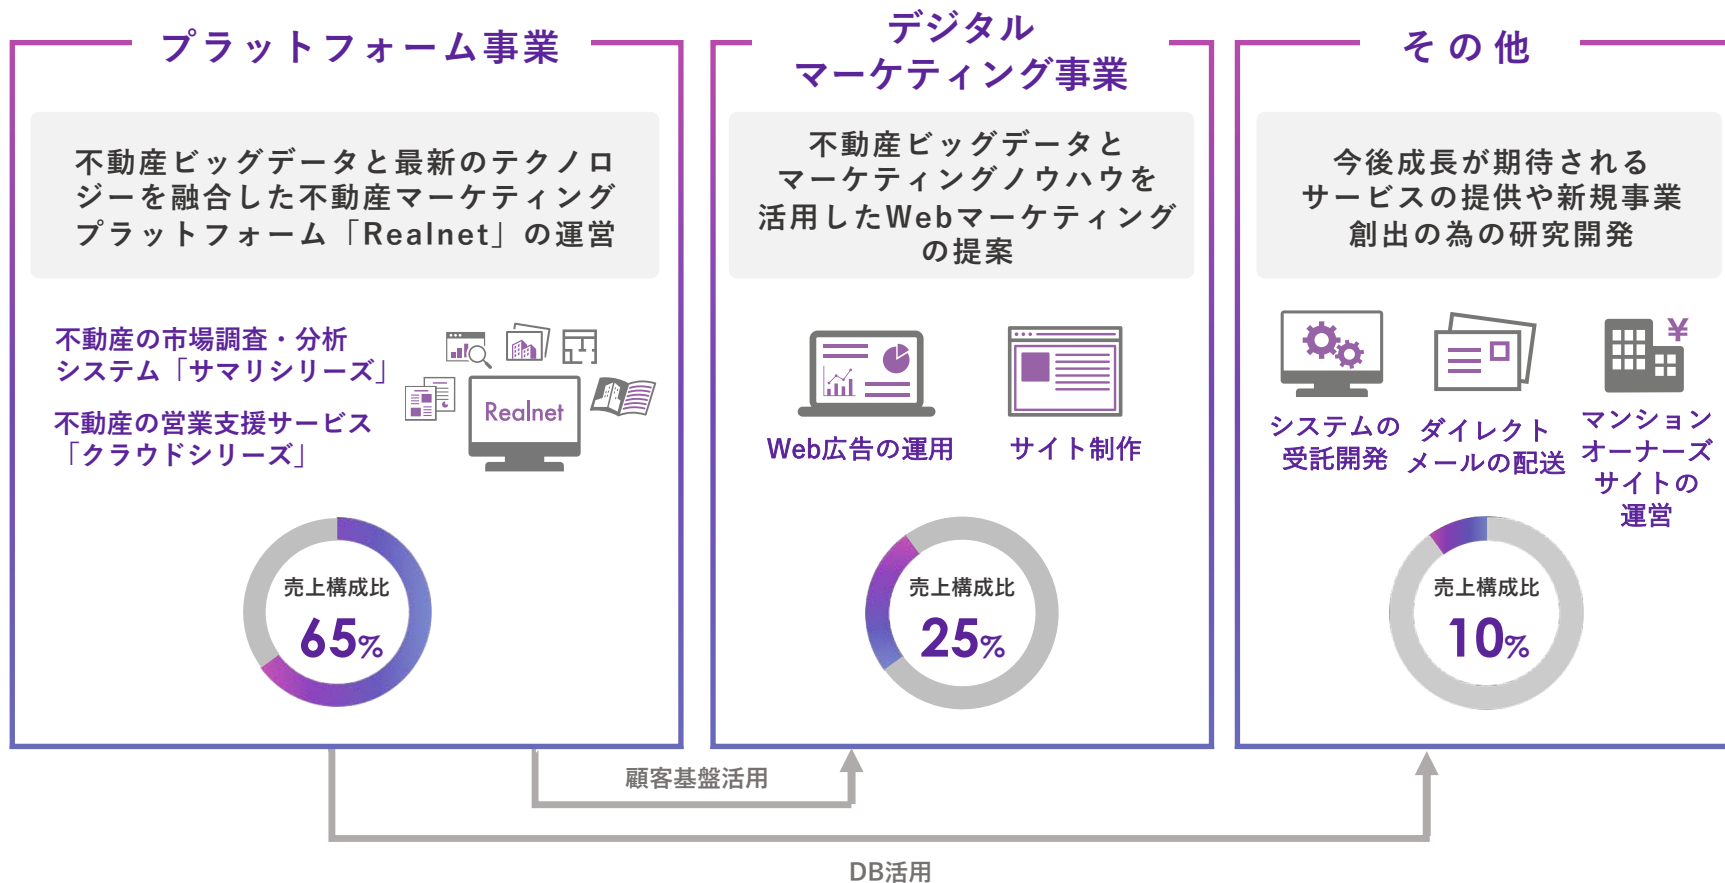 プラットフォーム事業
不動産ビッグデータと最新のテクノロ
ジーを融合した不動産マーケティング
プラットフォーム「Realnet」の運営
不動産の市場調査・分析
システム「サマリシリーズ」
不動産の営業支援サービス
「クラウドシリーズ」
Realnet
売上構成比
65%
デジタル
マーケティング事業
不動産ビッグデータと
マーケティングノウハウを
活用したWebマーケティング
の提案
Web広告の運用
サイト制作
売上構成比
25%
その他
今後成長が期待される
サービスの提供や新規事業
創出の為の研究開発
システムの
受託開発
ダイレクト
メールの配送
¥
マンション
オーナーズ
サイトの
運営
売上構成比
10%
顧客基盤活用
DB活用